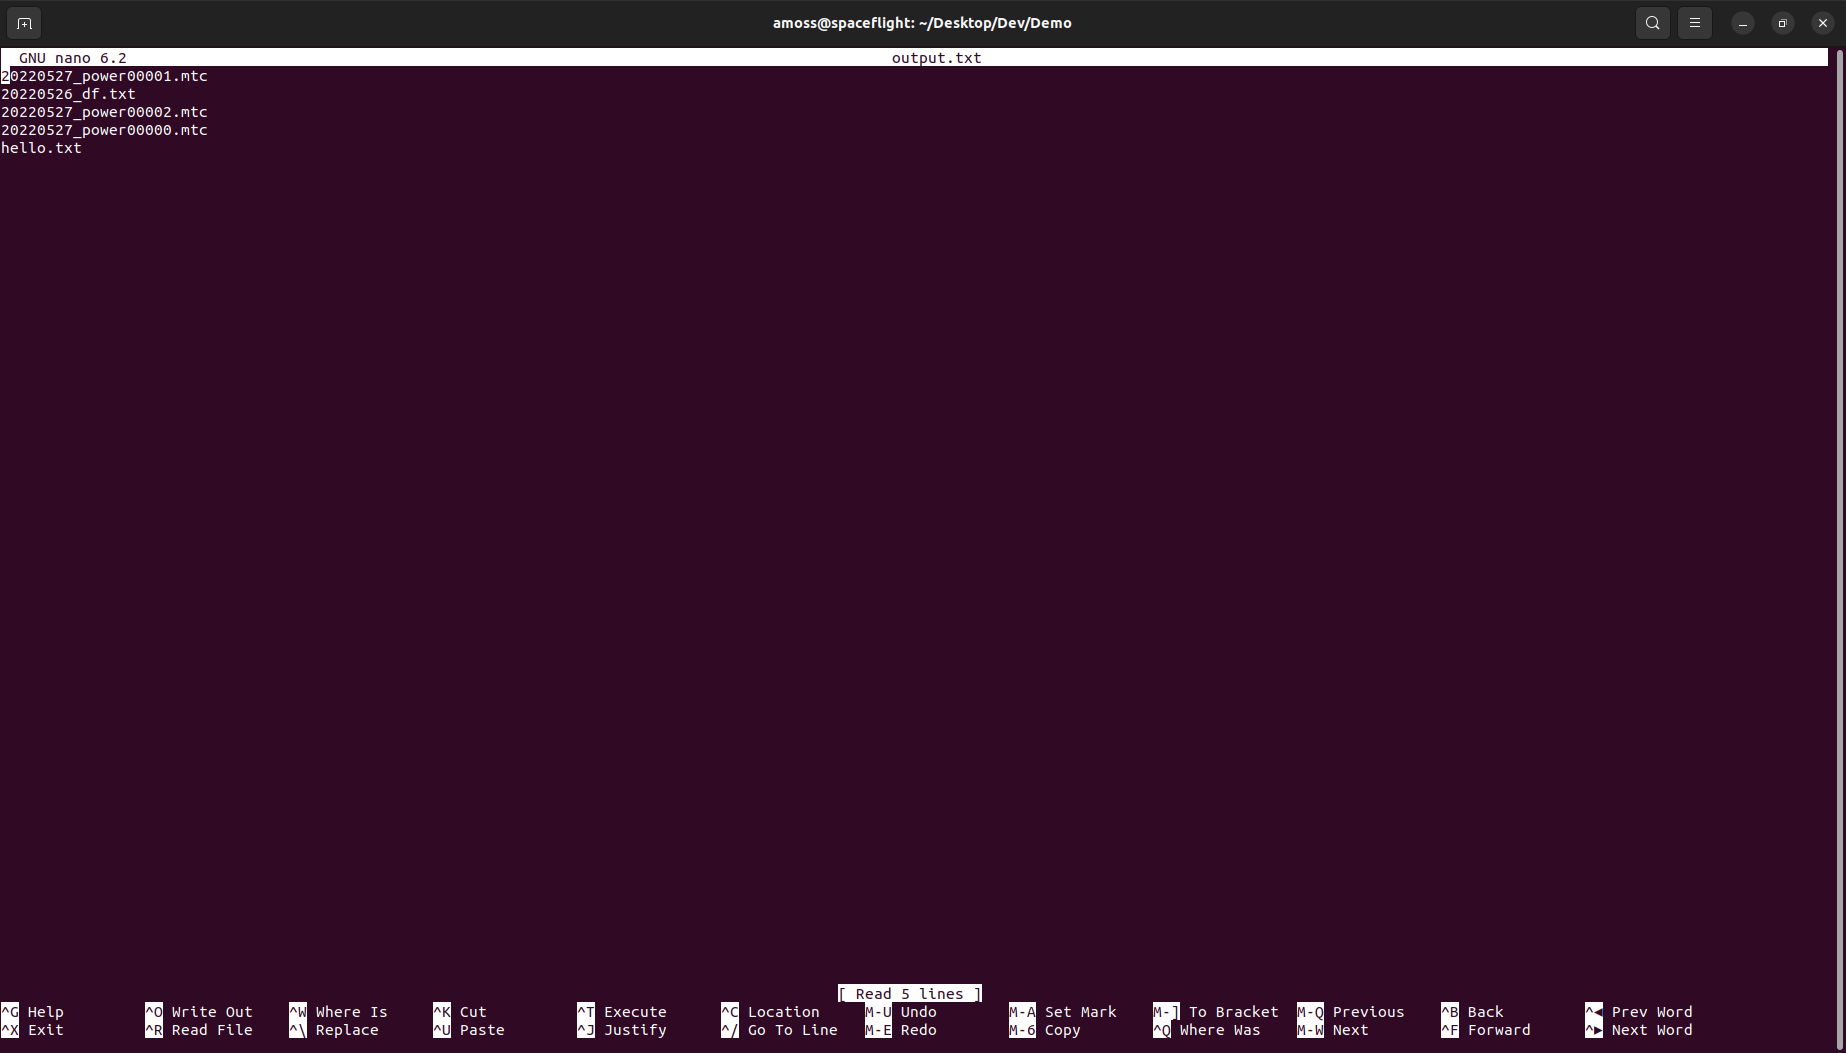 amoss@spaceflight: ~/Desktop/Dev/Demo
GNU nano 6.2 output.txt
20220527_power00001.mtc
20220526_df.txt
20220527_power00002.mtc
20220527_power00000.mtc
hello.txt
[ Read 5 lines ]
^G Help ^O Write Out ^W Where Is ^K Cut ^T Execute ^C Location M-U Undo M-A Set Mark M-] To Bracket M-Q Previous ^B Back ^◀ Prev Word
^X Exit ^R Read File ^\ Replace ^U Paste ^J Justify ^/ Go To Line M-E Redo M-6 Copy ^Q Where Was M-W Next ^F Forward ^▶ Next Word